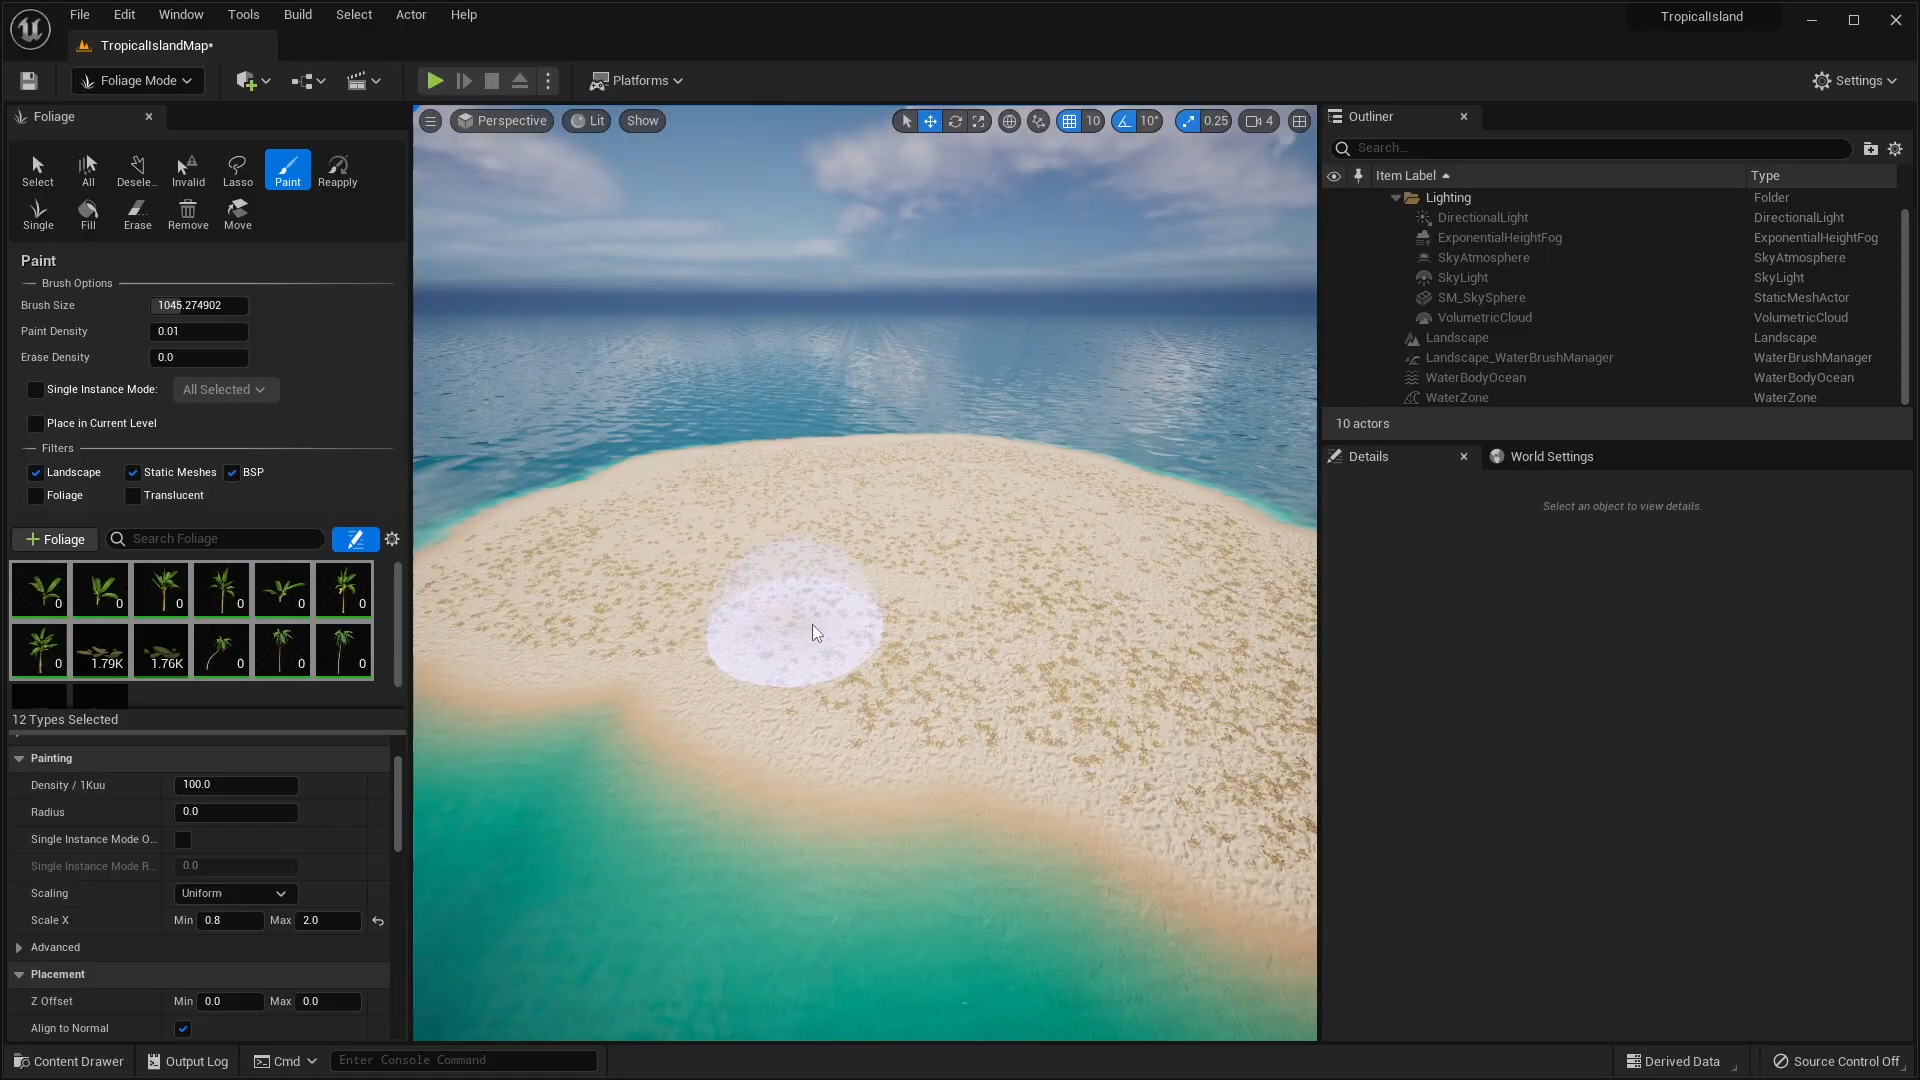 File Edit Window Tools Build Select Actor Help
TropicalIsland
TropicalIslandMap*
Foliage Mode
Platforms
Settings
Foliage
Select All Desele... Invalid Lasso Paint Reapply
Single Fill Erase Remove Move
Paint
Brush Options
Brush Size 1045.274902
Paint Density 0.01
Erase Density 0.0
Single Instance Mode: All Selected
Place in Current Level
Filters
Landscape Static Meshes BSP
Foliage Translucent
+ Foliage Search Foliage
0 0 0 0 0 0
0 1.79K 1.76K 0 0 0
12 Types Selected
Painting
Density / 1Kuu 100.0
Radius 0.0
Single Instance Mode O...
Single Instance Mode R... 0.0
Scaling Uniform
Scale X Min 0.8 Max 2.0
Advanced
Placement
Z Offset Min 0.0 Max 0.0
Align to Normal
Perspective Lit Show 10 10° 0.25 4
Outliner
Search...
Item Label Type
Lighting Folder
DirectionalLight DirectionalLight
ExponentialHeightFog ExponentialHeightFog
SkyAtmosphere SkyAtmosphere
SkyLight SkyLight
SM_SkySphere StaticMeshActor
VolumetricCloud VolumetricCloud
Landscape Landscape
Landscape_WaterBrushManager WaterBrushManager
WaterBodyOcean WaterBodyOcean
WaterZone WaterZone
10 actors
Details World Settings
Select an object to view details.
Content Drawer Output Log Cmd Enter Console Command
Derived Data Source Control Off